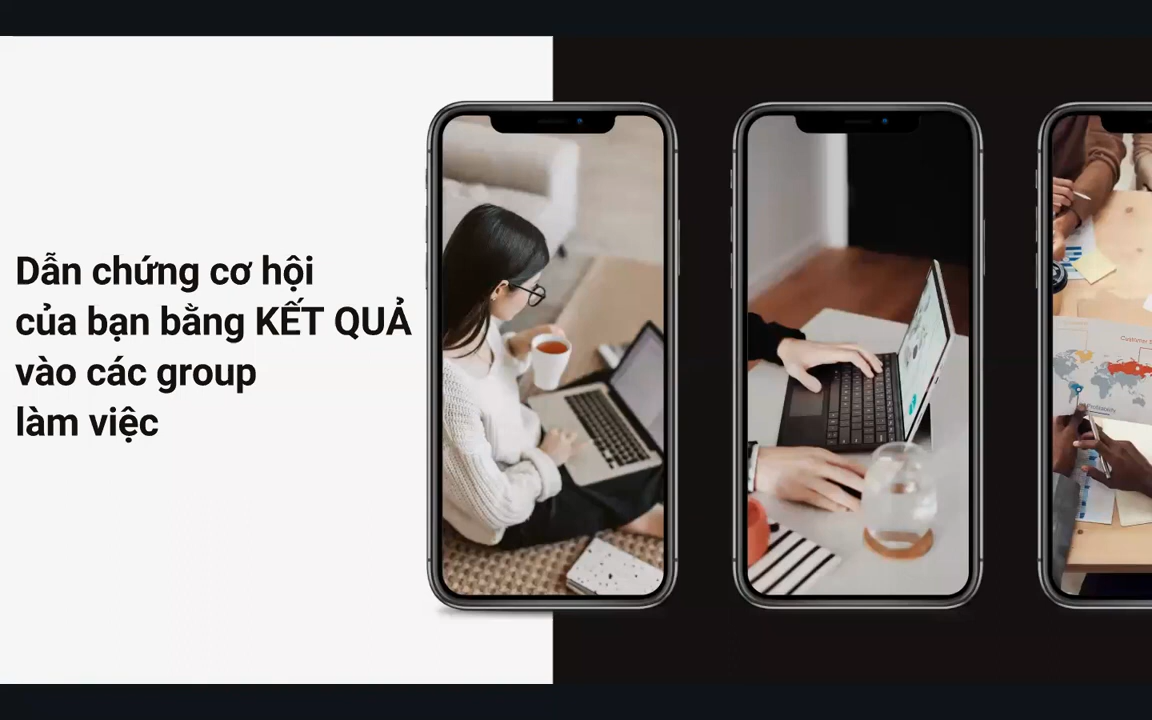 Dẫn chứng cơ hội
của bạn bằng KẾT QUẢ
vào các group
làm việc